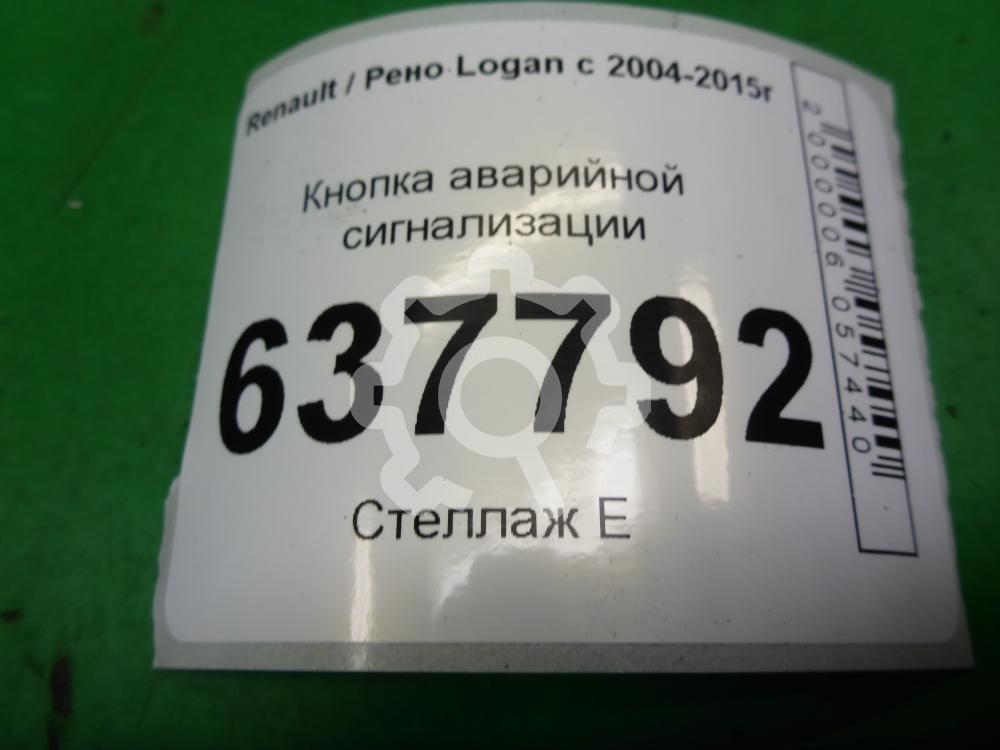 Renault / Рено Logan с 2004-2015г
Кнопка аварийной
сигнализации
637792
Стеллаж Е
2000006057440